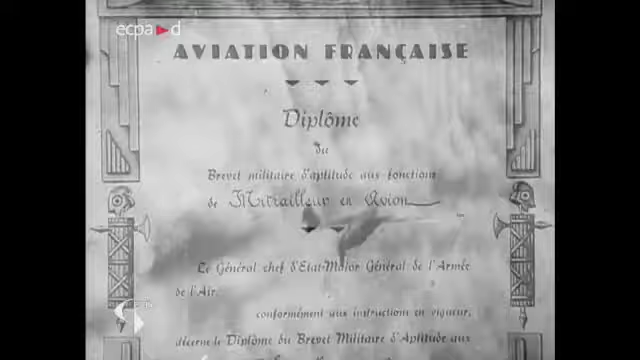 ecpad
AVIATION FRANÇAISE
Diplôme
du
Brevet militaire d'aptitude aux fonctions
de Mitrailleur en Avion
Le Général chef d'Etat-Major Général de l'Armée
de l'Air,
conformément aux instructions en vigueur,
décerne le Diplôme du Brevet Militaire d'Aptitude aux